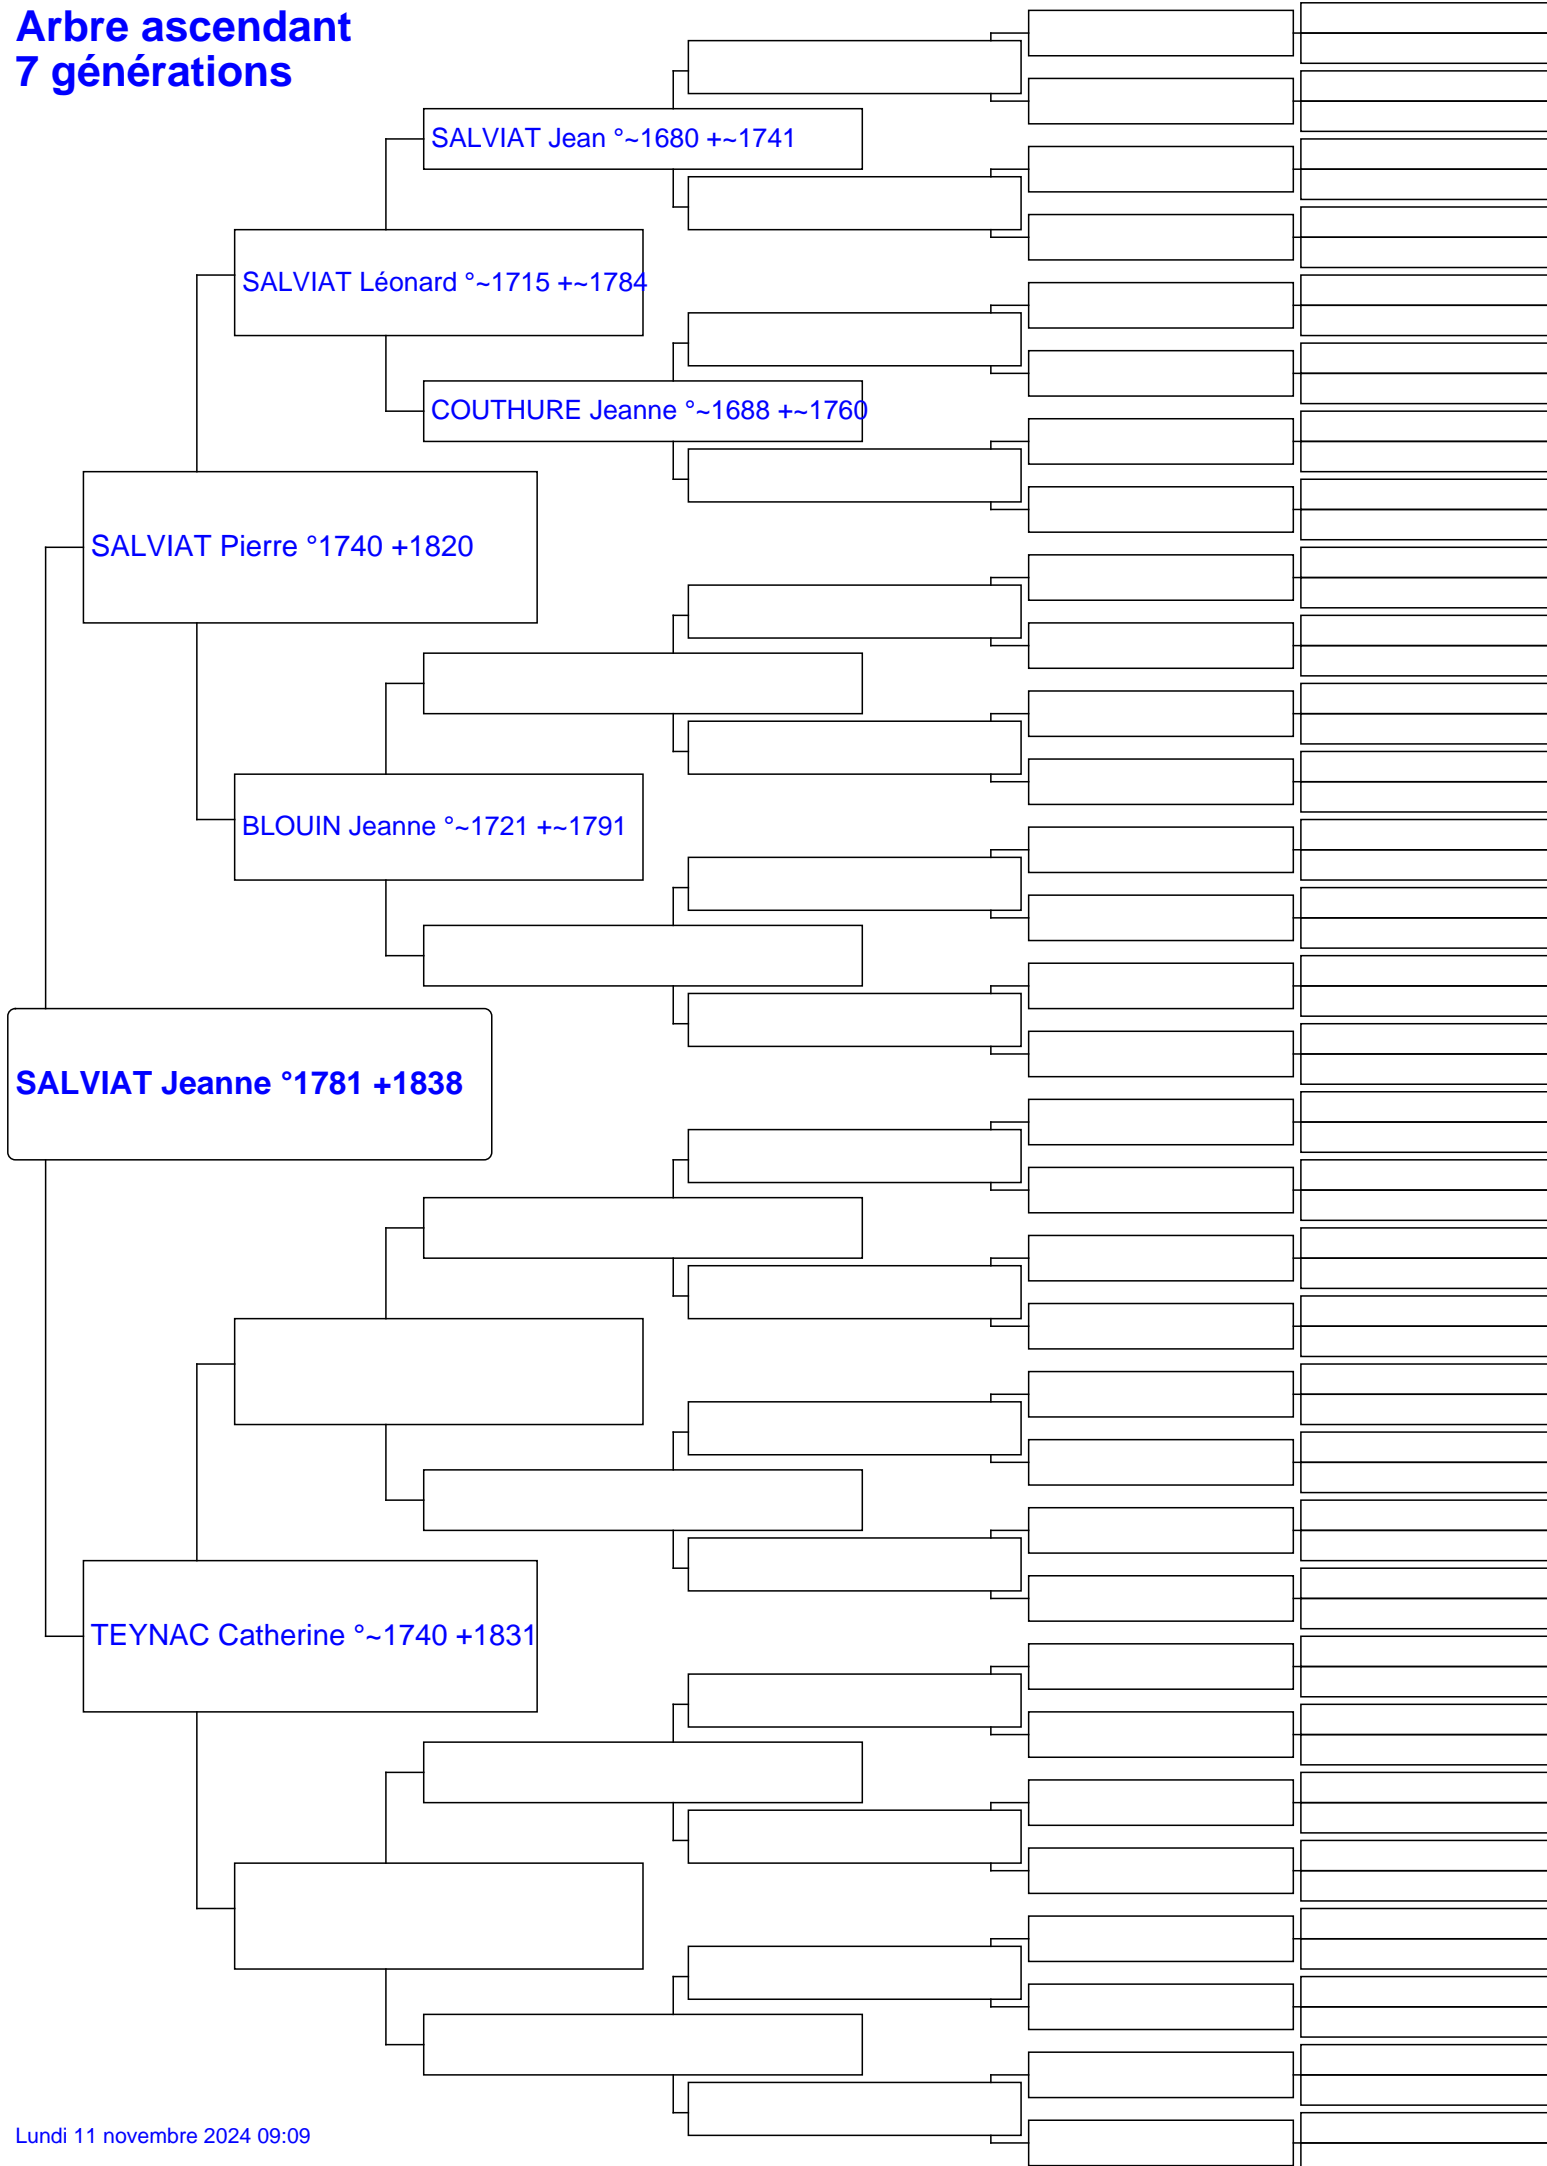 Arbre ascendant
7 générations
SALVIAT Jean °~1680 +~1741
SALVIAT Léonard °~1715 +~1784
COUTHURE Jeanne °~1688 +~1760
SALVIAT Pierre °1740 +1820
BLOUIN Jeanne °~1721 +~1791
SALVIAT Jeanne °1781 +1838
TEYNAC Catherine °~1740 +1831
Lundi 11 novembre 2024 09:09